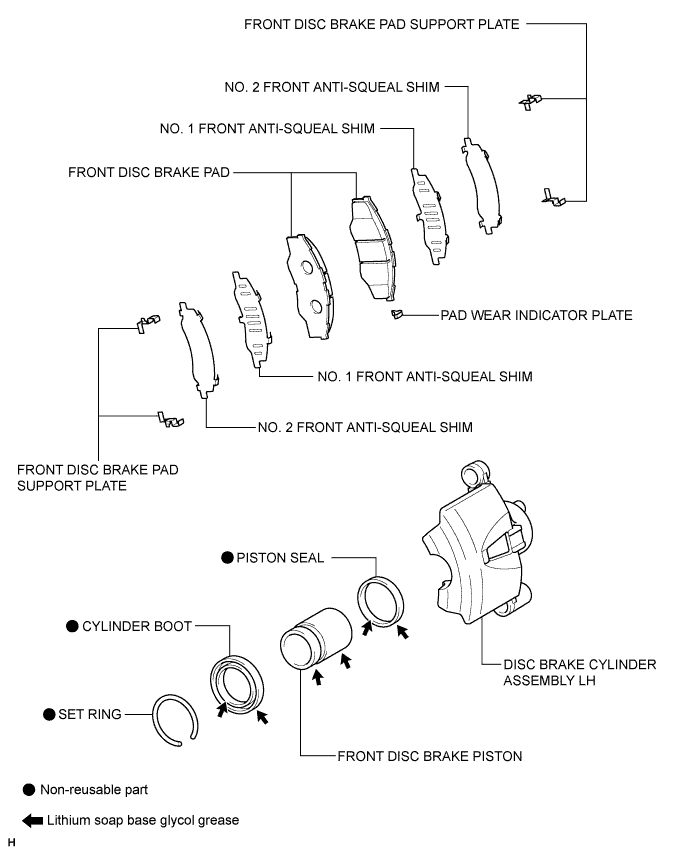 FRONT DISC BRAKE PAD SUPPORT PLATE
NO. 2 FRONT ANTI-SQUEAL SHIM
NO. 1 FRONT ANTI-SQUEAL SHIM
FRONT DISC BRAKE PAD
PAD WEAR INDICATOR PLATE
NO. 1 FRONT ANTI-SQUEAL SHIM
NO. 2 FRONT ANTI-SQUEAL SHIM
FRONT DISC BRAKE PAD
SUPPORT PLATE
PISTON SEAL
CYLINDER BOOT
DISC BRAKE CYLINDER
ASSEMBLY LH
SET RING
FRONT DISC BRAKE PISTON
Non-reusable part
Lithium soap base glycol grease
H